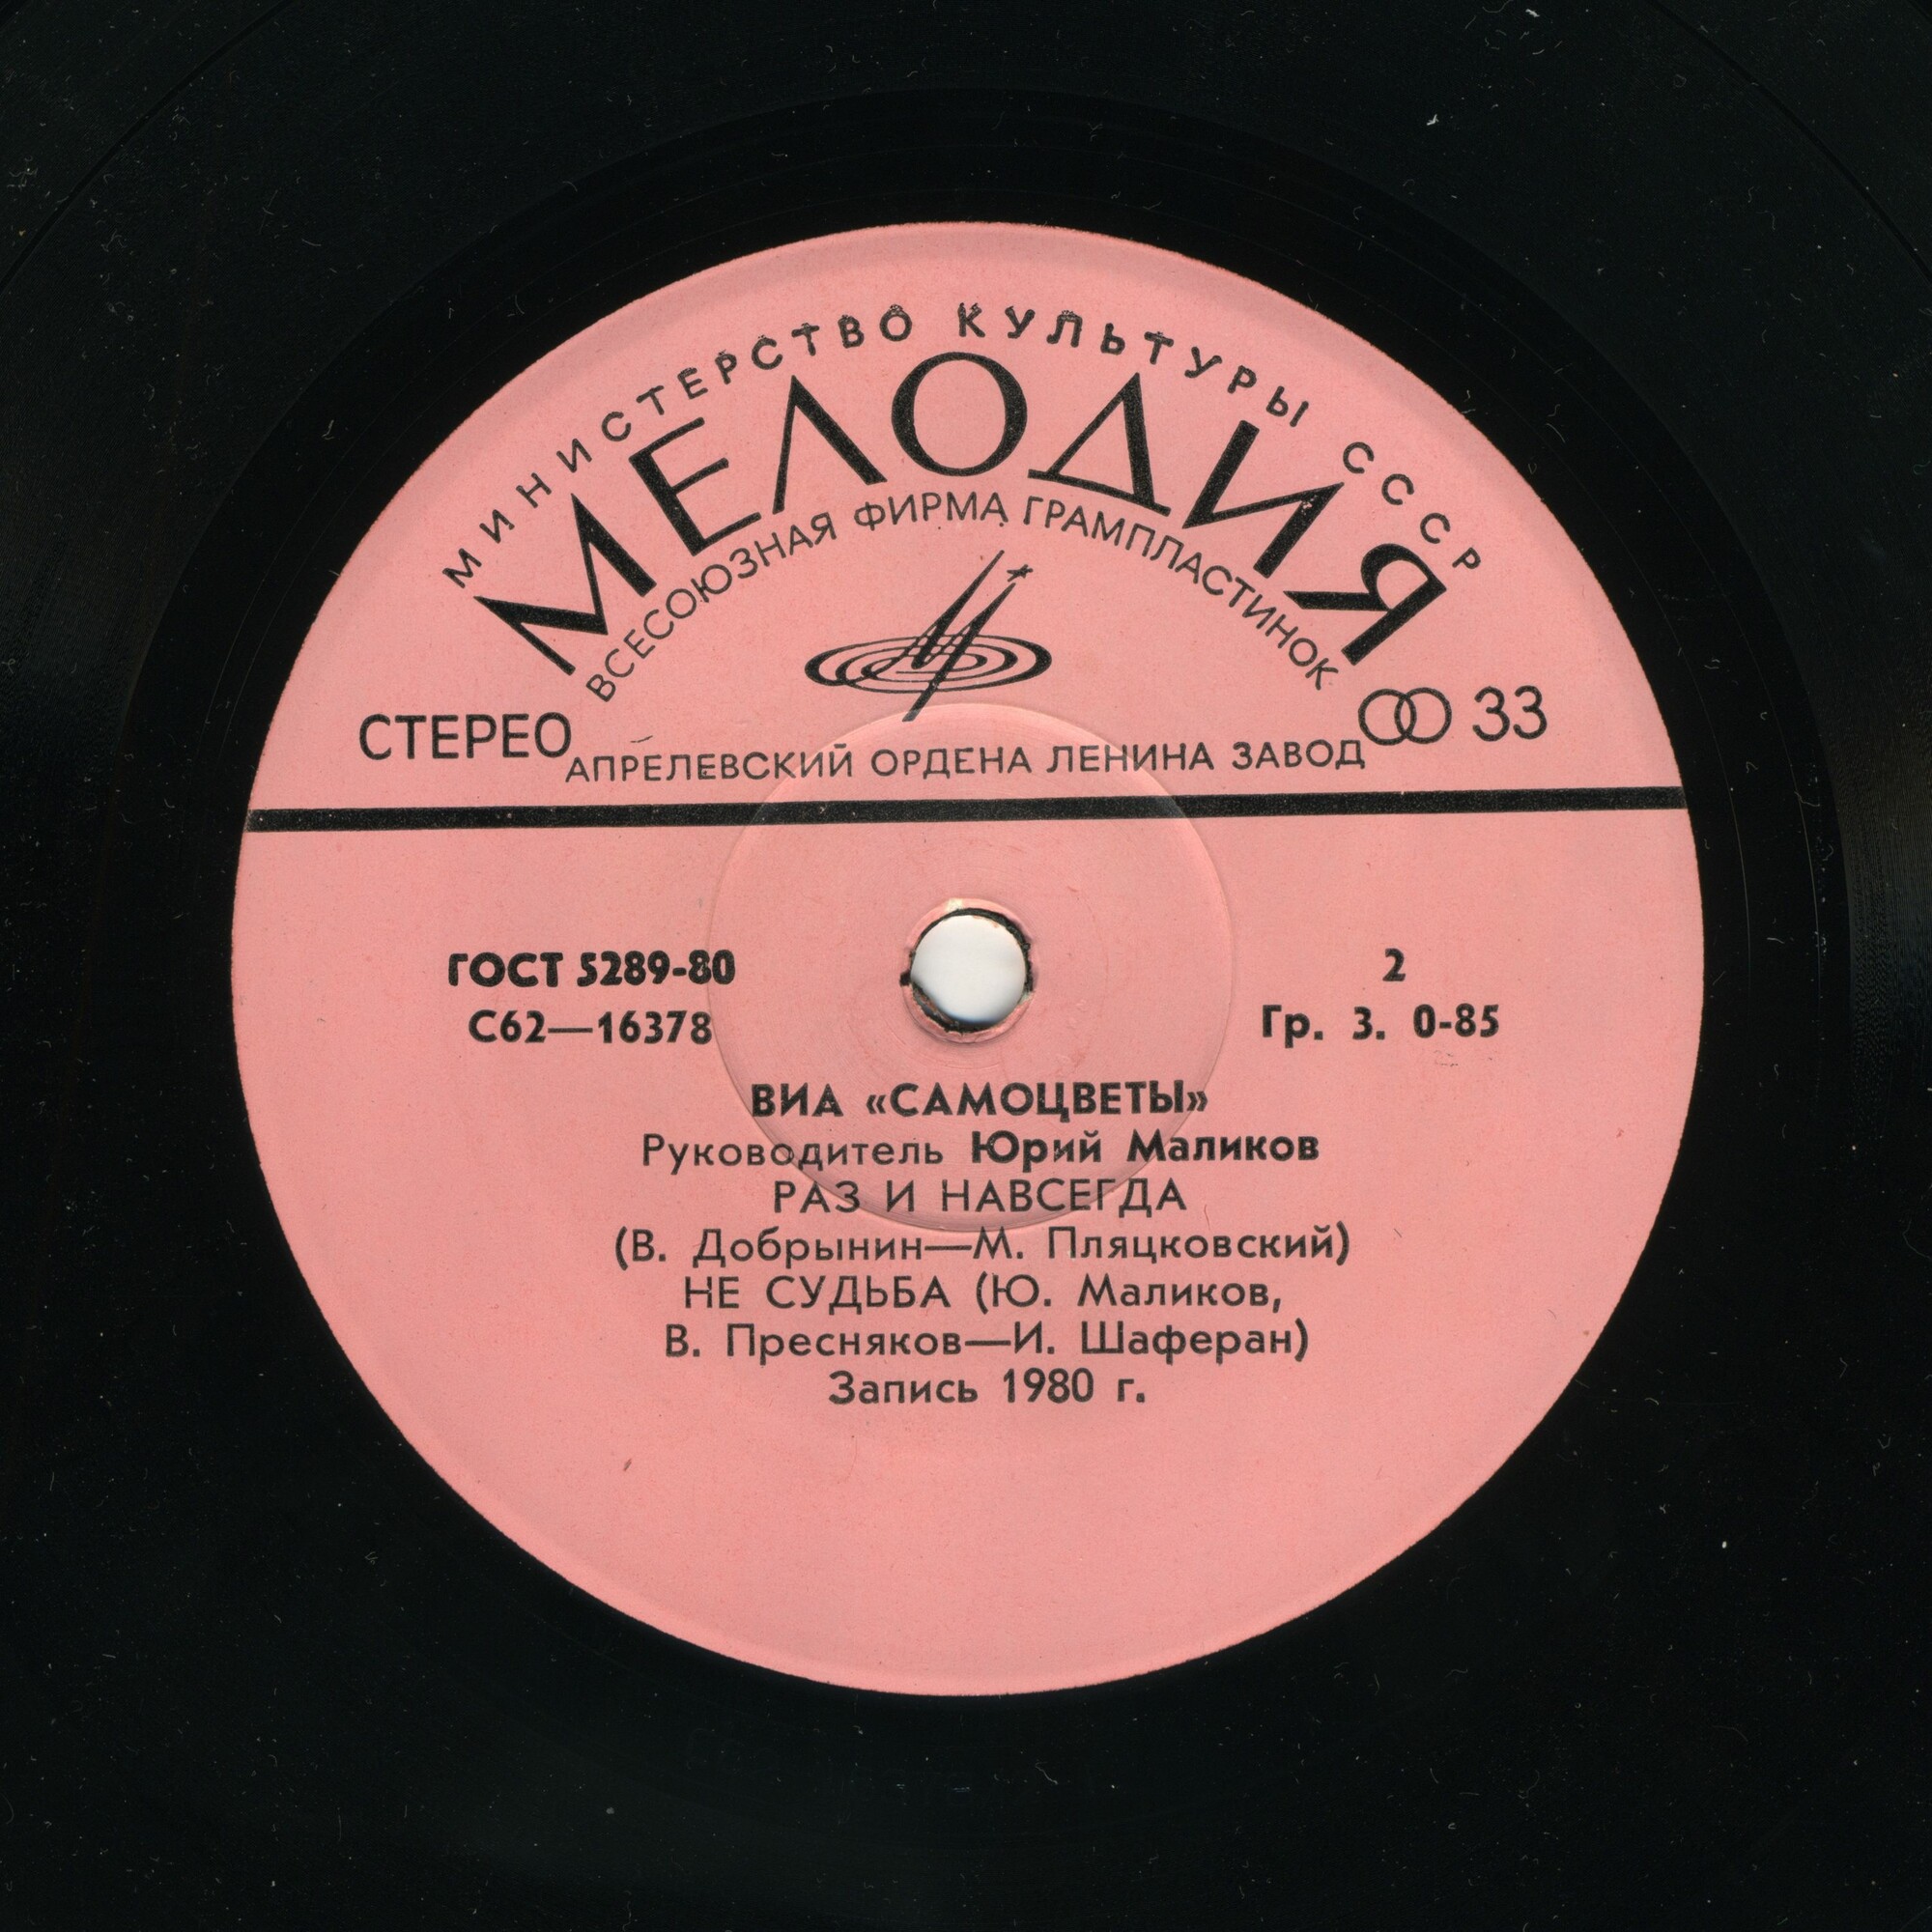 МИНИСТЕРСТВО КУЛЬТУРЫ СССР
МЕЛОДИЯ
ВСЕСОЮЗНАЯ ФИРМА ГРАМПЛАСТИНОК
СТЕРЕО
33
АПРЕЛЕВСКИЙ ОРДЕНА ЛЕНИНА ЗАВОД
ГОСТ 5289-80
С62—16378
2
Гр. 3. 0-85
ВИА «САМОЦВЕТЫ»
Руководитель Юрий Маликов
РАЗ И НАВСЕГДА
(В. Добрынин—М. Пляцковский)
НЕ СУДЬБА (Ю. Маликов,
В. Пресняков—И. Шаферан)
Запись 1980 г.